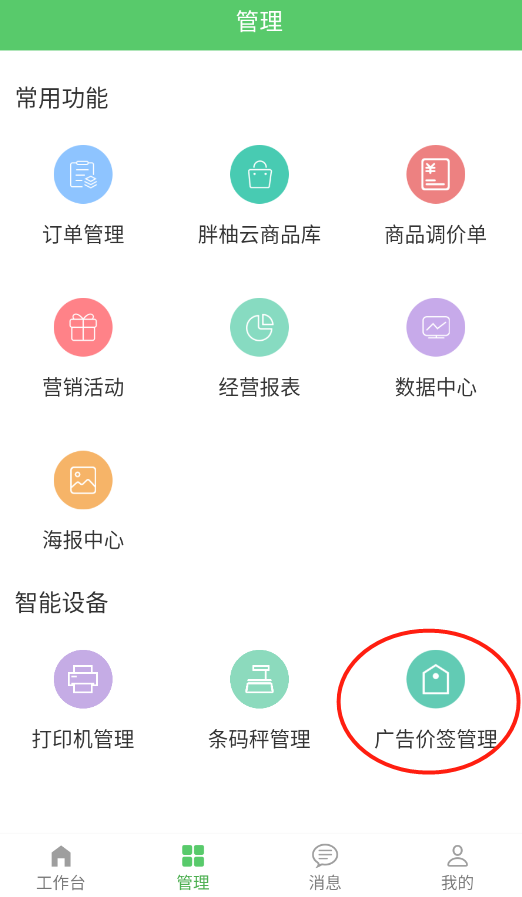 管理
常用功能
订单管理
胖柚云商品库
商品调价单
营销活动
经营报表
数据中心
海报中心
智能设备
打印机管理
条码秤管理
广告价签管理
工作台
管理
消息
我的